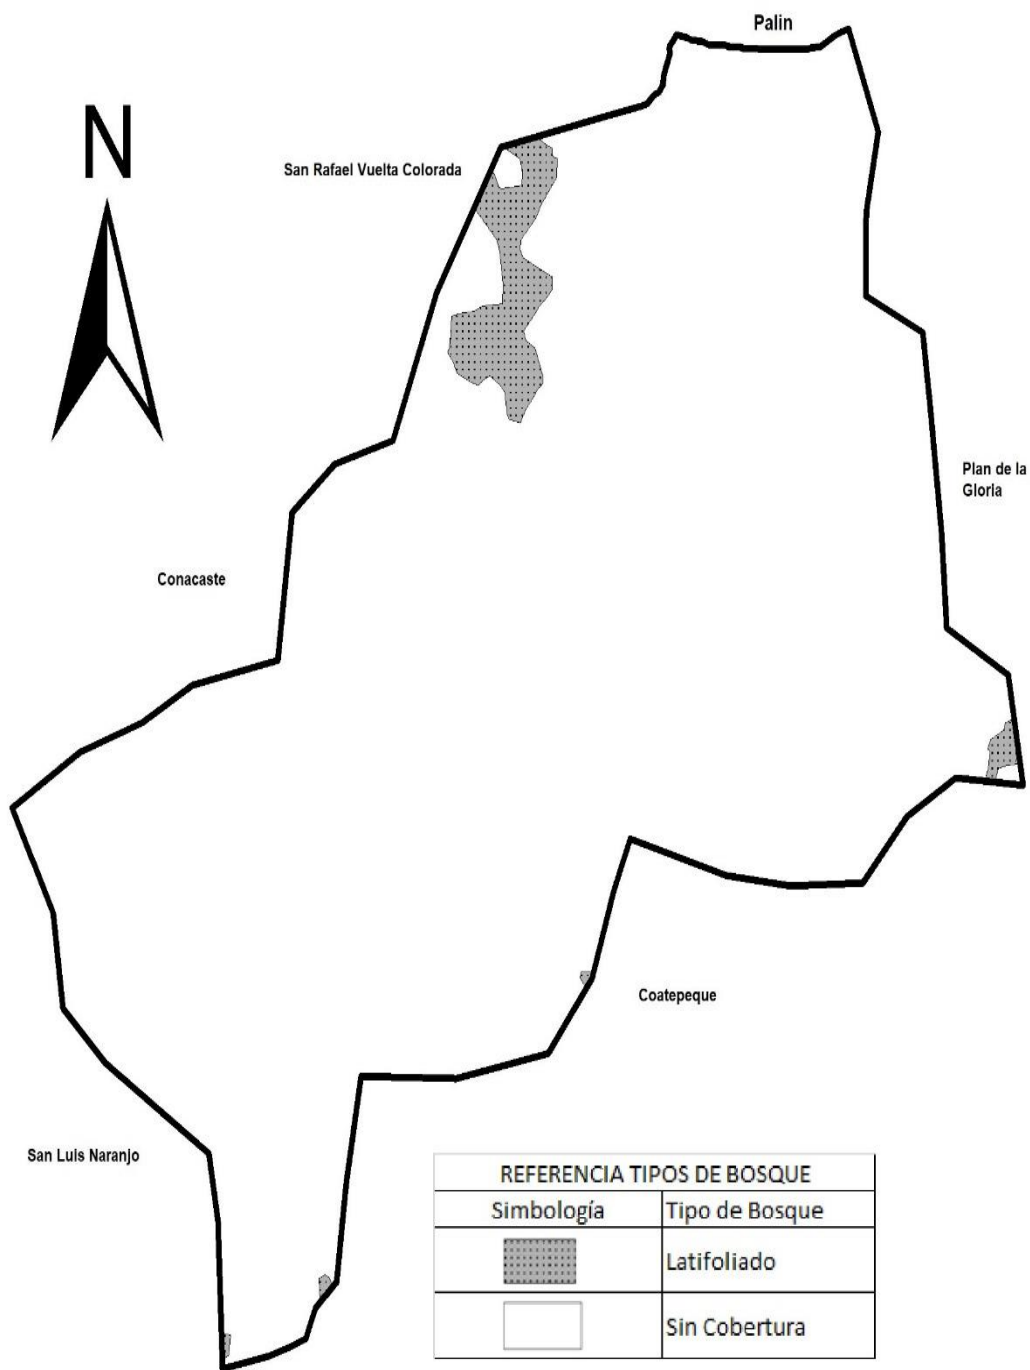 Palin
N
San Rafael Vuelta Colorada
Plan de la
Gloria
Conacaste
Coatepeque
San Luis Naranjo
REFERENCIA TIPOS DE BOSQUE
Simbología Tipo de Bosque
Latifoliado
Sin Cobertura